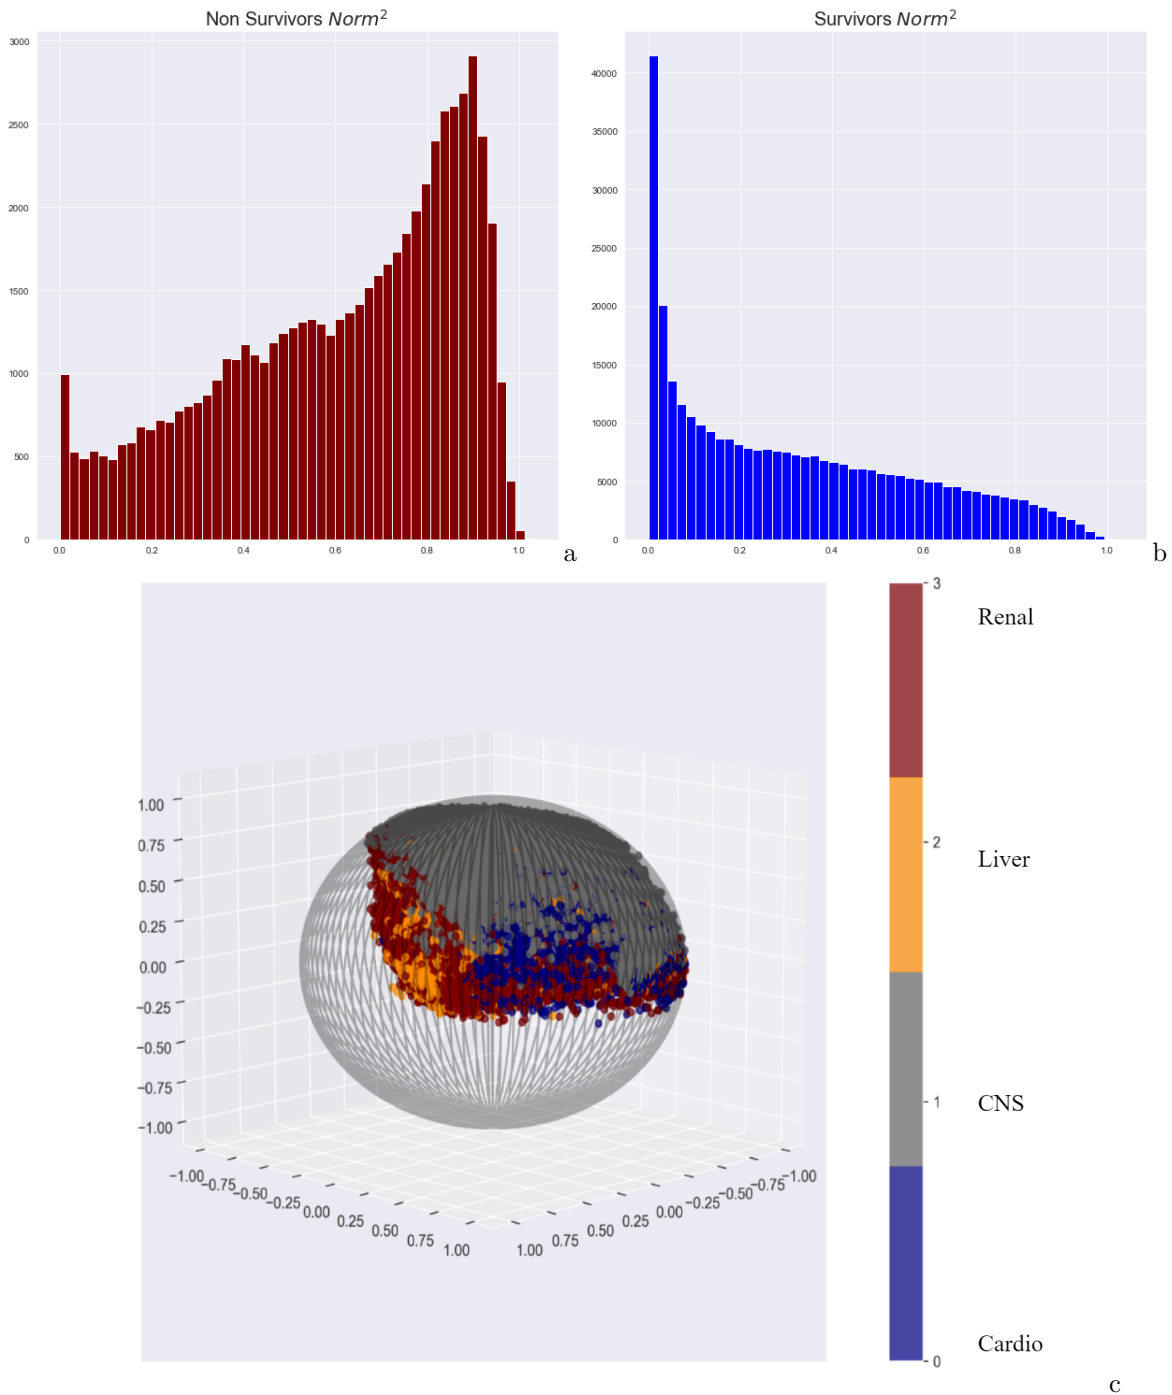 Non Survivors Norm²
3000
2500
2000
1500
1000
500
0
0.0 0.2 0.4 0.6 0.8 1.0
a
Survivors Norm²
40000
35000
30000
25000
20000
15000
10000
5000
0
0.0 0.2 0.4 0.6 0.8 1.0
b
1.00
0.75
0.50
0.25
0.00
−0.25
−0.50
−0.75
−1.00
−1.00 −0.75 −0.50 −0.25 0.00 0.25 0.50 0.75 1.00
1.00 0.75 0.50 0.25 0.00 −0.25 −0.50 −0.75 −1.00
3
Renal
2
Liver
1
CNS
Cardio
0
c